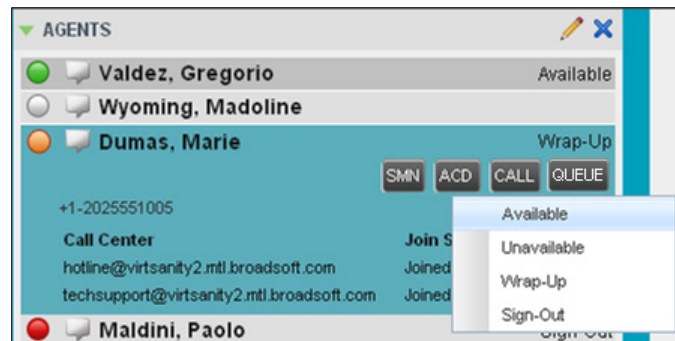 AGENTS
Valdez, Gregorio Available
Wyoming, Madoline
Dumas, Marie Wrap-Up
SMN ACD CALL QUEUE
+1-2025551005
Available
Call Center Join S
Unavailable
hotline@virtsanity2.mtl.broadsoft.com Joined
Wrap-Up
techsupport@virtsanity2.mtl.broadsoft.com Joined
Sign-Out
Maldini, Paolo Sign-Out